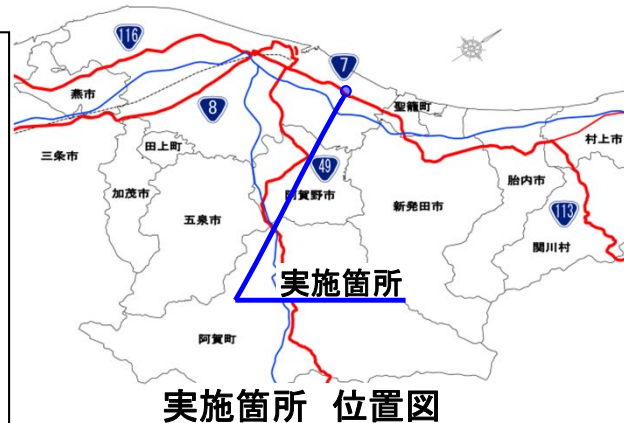 116
7
燕市
聖籠町
8
三条市
田上町
村上市
49
加茂市
阿賀野市
胎内市
五泉市
新発田市
113
関川村
実施箇所
阿賀町
実施箇所 位置図